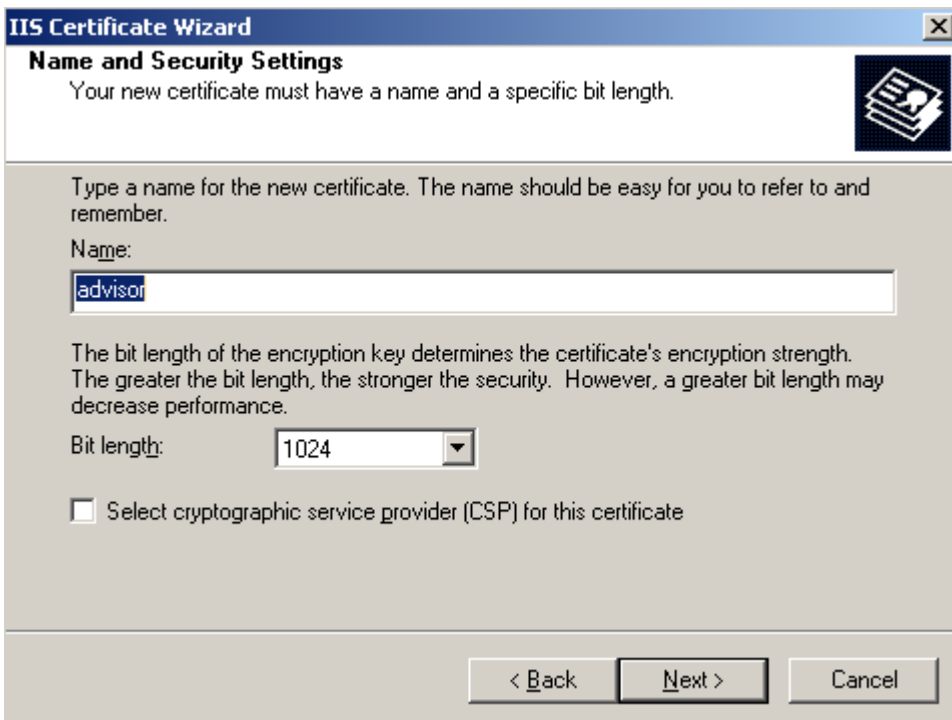 IIS Certificate Wizard
Name and Security Settings
Your new certificate must have a name and a specific bit length.
Type a name for the new certificate. The name should be easy for you to refer to and
remember.
Name:
advisor
The bit length of the encryption key determines the certificate's encryption strength.
The greater the bit length, the stronger the security.  However, a greater bit length may
decrease performance.
Bit length:
1024
Select cryptographic service provider (CSP) for this certificate
< Back
Next >
Cancel